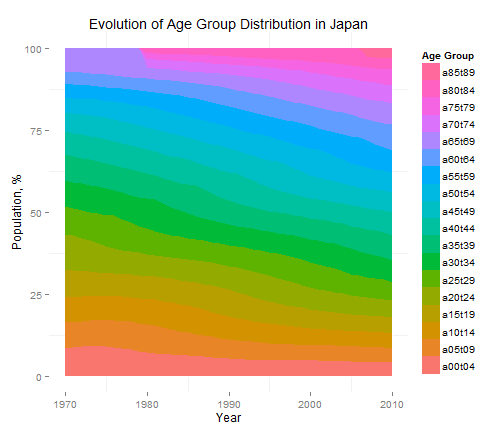 Evolution of Age Group Distribution in Japan
Population, %
100
75
50
25
0
1970
1980
1990
2000
2010
Year
Age Group
a85t89
a80t84
a75t79
a70t74
a65t69
a60t64
a55t59
a50t54
a45t49
a40t44
a35t39
a30t34
a25t29
a20t24
a15t19
a10t14
a05t09
a00t04